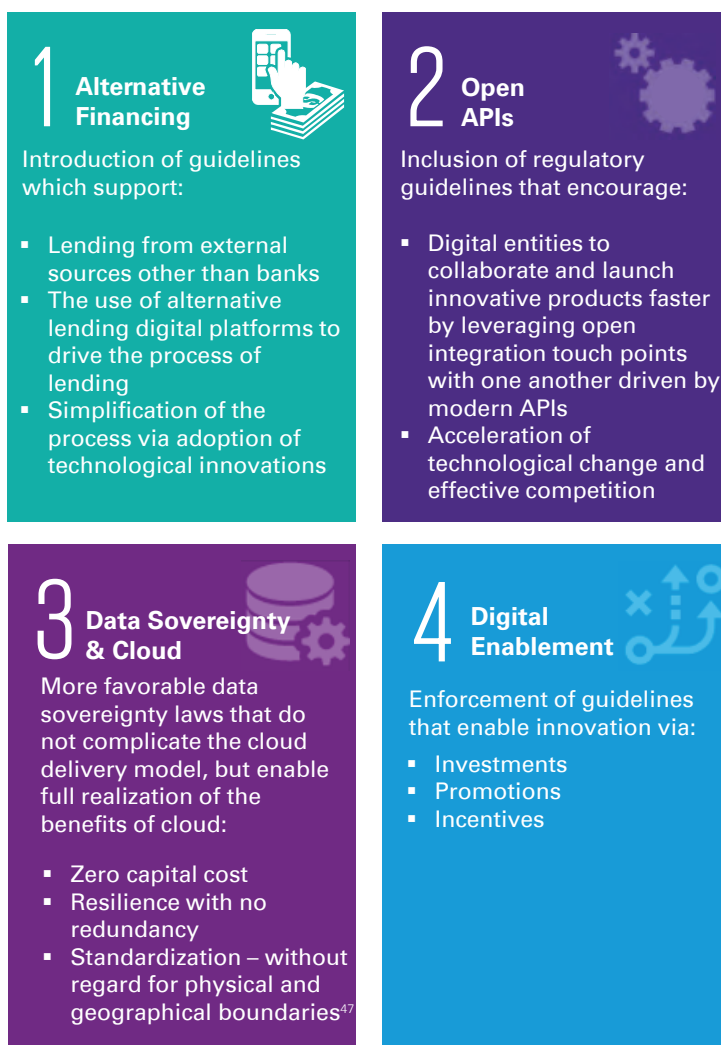 1 Alternative
Financing
Introduction of guidelines
which support:
▪ Lending from external
sources other than banks
▪ The use of alternative
lending digital platforms to
drive the process of
lending
▪ Simplification of the
process via adoption of
technological innovations
2 Open
APIs
Inclusion of regulatory
guidelines that encourage:
▪ Digital entities to
collaborate and launch
innovative products faster
by leveraging open
integration touch points
with one another driven by
modern APIs
▪ Acceleration of
technological change and
effective competition
3 Data Sovereignty
& Cloud
More favorable data
sovereignty laws that do
not complicate the cloud
delivery model, but enable
full realization of the
benefits of cloud:
▪ Zero capital cost
▪ Resilience with no
redundancy
▪ Standardization – without
regard for physical and
geographical boundaries47
4 Digital
Enablement
Enforcement of guidelines
that enable innovation via:
▪ Investments
▪ Promotions
▪ Incentives